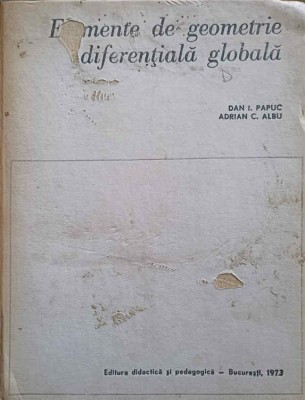 Elemente de geometrie
diferențială globală
DAN I. PAPUC
ADRIAN C. ALBU
Editura didactică și pedagogică – București, 1973